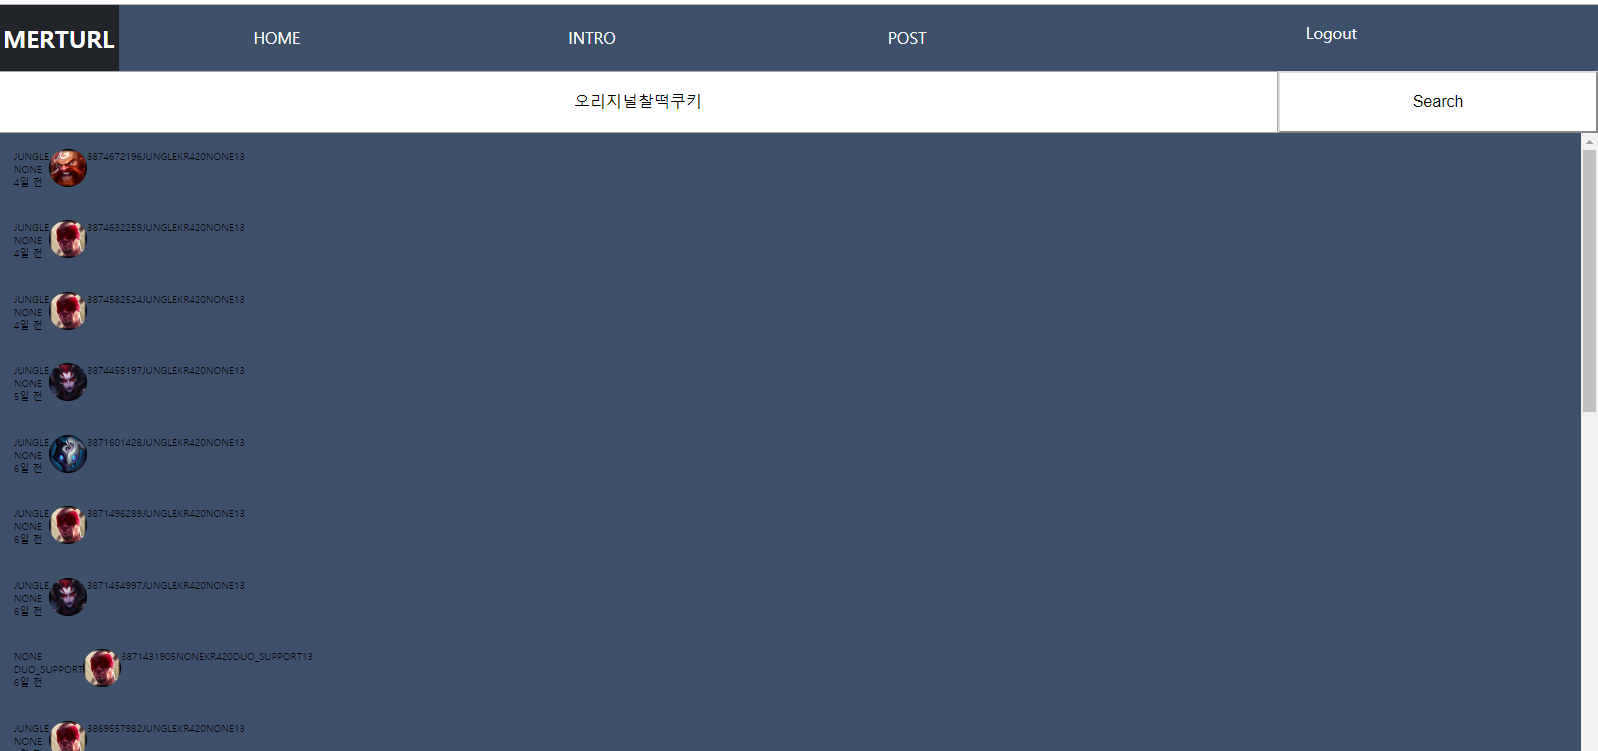 MERTURL HOME INTRO POST Logout
오리지널찰떡쿠키 Search
JUNGLE 3874672196JUNGLEKR420NONE13
NONE
4일 전
JUNGLE 3874632259JUNGLEKR420NONE13
NONE
4일 전
JUNGLE 3874582524JUNGLEKR420NONE13
NONE
4일 전
JUNGLE 3874455197JUNGLEKR420NONE13
NONE
5일 전
JUNGLE 3871601428JUNGLEKR420NONE13
NONE
6일 전
JUNGLE 3871496289JUNGLEKR420NONE13
NONE
6일 전
JUNGLE 3871454997JUNGLEKR420NONE13
NONE
6일 전
NONE 3871431905NONEKR420DUO_SUPPORT13
DUO_SUPPORT
6일 전
JUNGLE 3869557982JUNGLEKR420NONE13
NONE